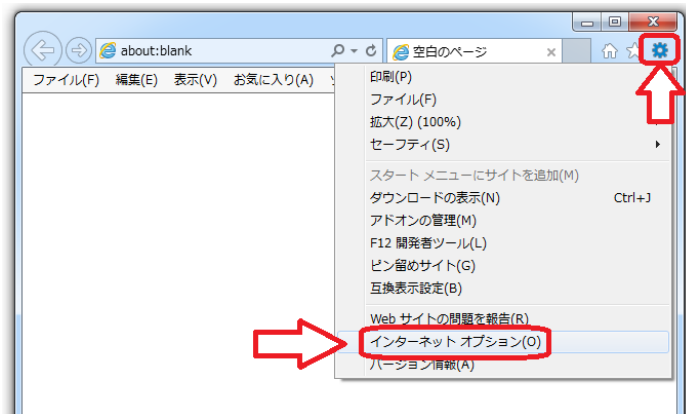 about:blank
空白のページ
ファイル(F) 編集(E) 表示(V) お気に入り(A)
印刷(P)
ファイル(F)
拡大(Z) (100%)
セーフティ(S)
スタート メニューにサイトを追加(M)
ダウンロードの表示(N) Ctrl+J
アドオンの管理(M)
F12 開発者ツール(L)
ピン留めサイト(G)
互換表示設定(B)
Web サイトの問題を報告(R)
インターネット オプション(O)
バージョン情報(A)